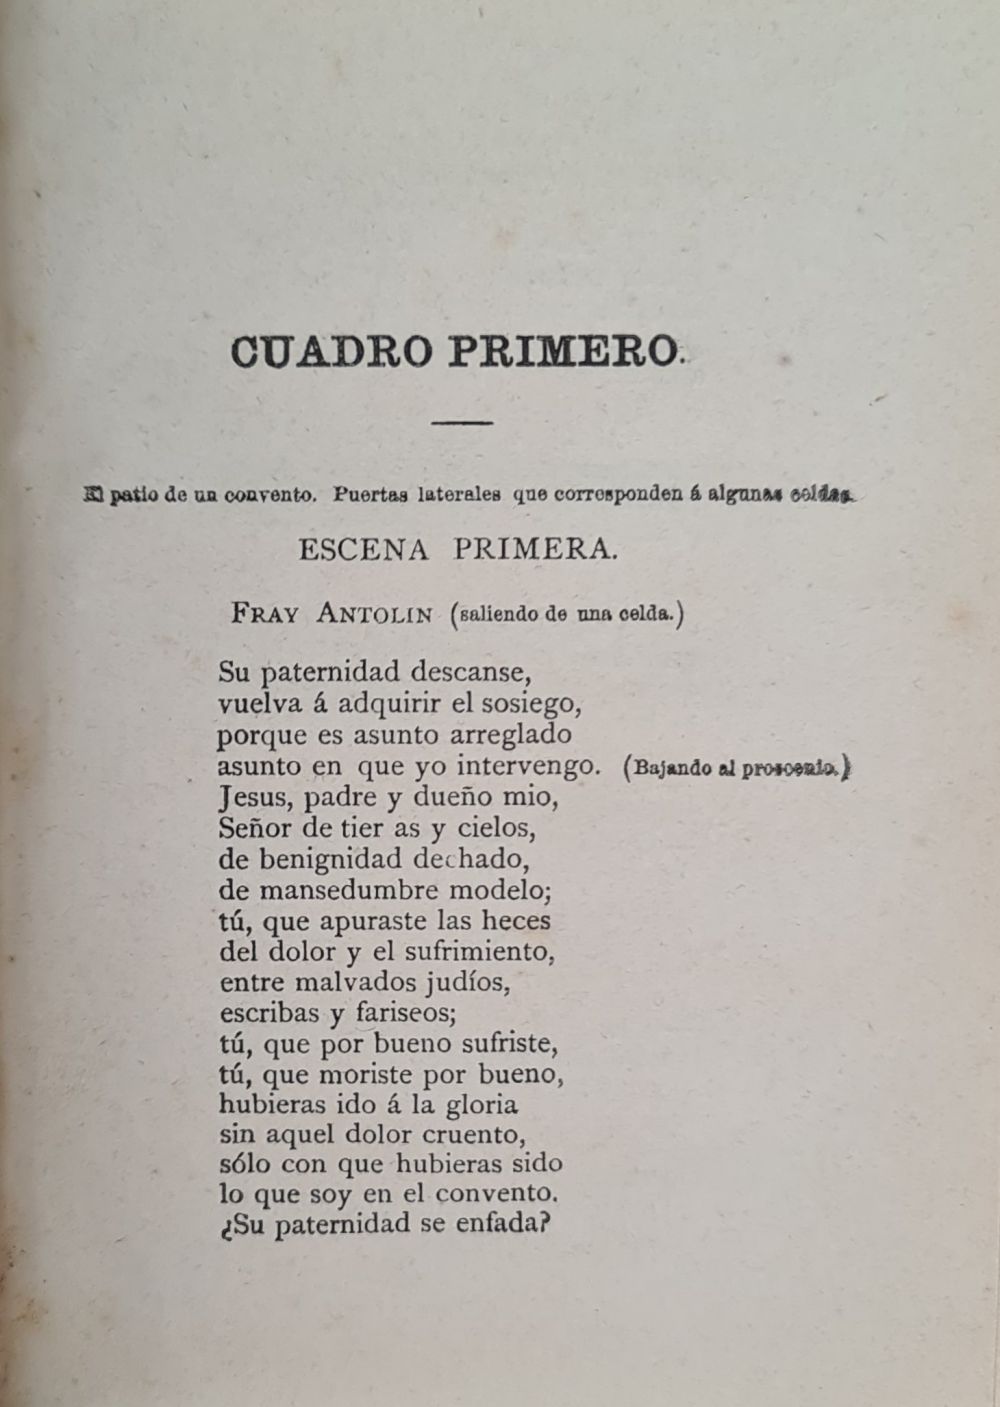 CUADRO PRIMERO.
El patio de un convento. Puertas laterales que corresponden á algunas celdas.
ESCENA PRIMERA.
FRAY ANTOLIN (saliendo de una celda.)
Su paternidad descanse,
vuelva á adquirir el sosiego,
porque es asunto arreglado
asunto en que yo intervengo. (Bajando al proscenio.)
Jesus, padre y dueño mio,
Señor de tier as y cielos,
de benignidad dechado,
de mansedumbre modelo;
tú, que apuraste las heces
del dolor y el sufrimiento,
entre malvados judíos,
escribas y fariseos;
tú, que por bueno sufriste,
tú, que moriste por bueno,
hubieras ido á la gloria
sin aquel dolor cruento,
sólo con que hubieras sido
lo que soy en el convento.
¿Su paternidad se enfada?